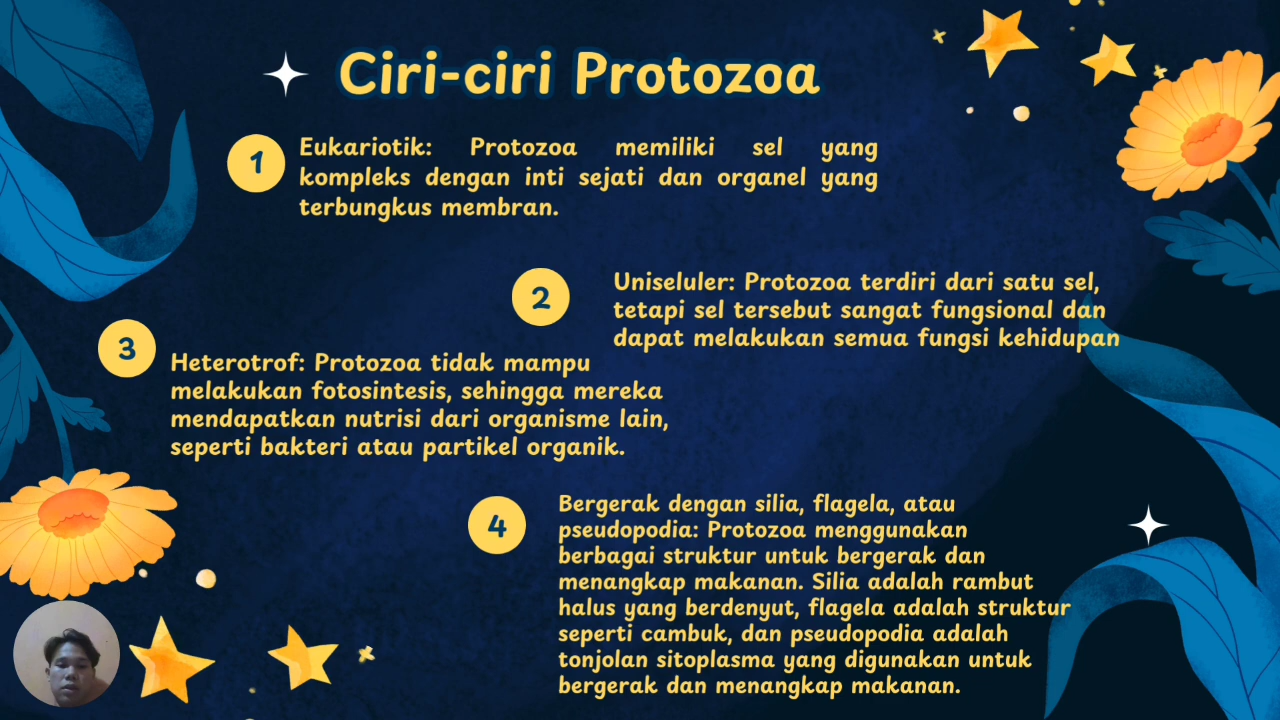 Ciri-ciri Protozoa
1
Eukariotik: Protozoa memiliki sel yang
kompleks dengan inti sejati dan organel yang
terbungkus membran.
2
Uniseluler: Protozoa terdiri dari satu sel,
tetapi sel tersebut sangat fungsional dan
dapat melakukan semua fungsi kehidupan
3
Heterotrof: Protozoa tidak mampu
melakukan fotosintesis, sehingga mereka
mendapatkan nutrisi dari organisme lain,
seperti bakteri atau partikel organik.
4
Bergerak dengan silia, flagela, atau
pseudopodia: Protozoa menggunakan
berbagai struktur untuk bergerak dan
menangkap makanan. Silia adalah rambut
halus yang berdenyut, flagela adalah struktur
seperti cambuk, dan pseudopodia adalah
tonjolan sitoplasma yang digunakan untuk
bergerak dan menangkap makanan.